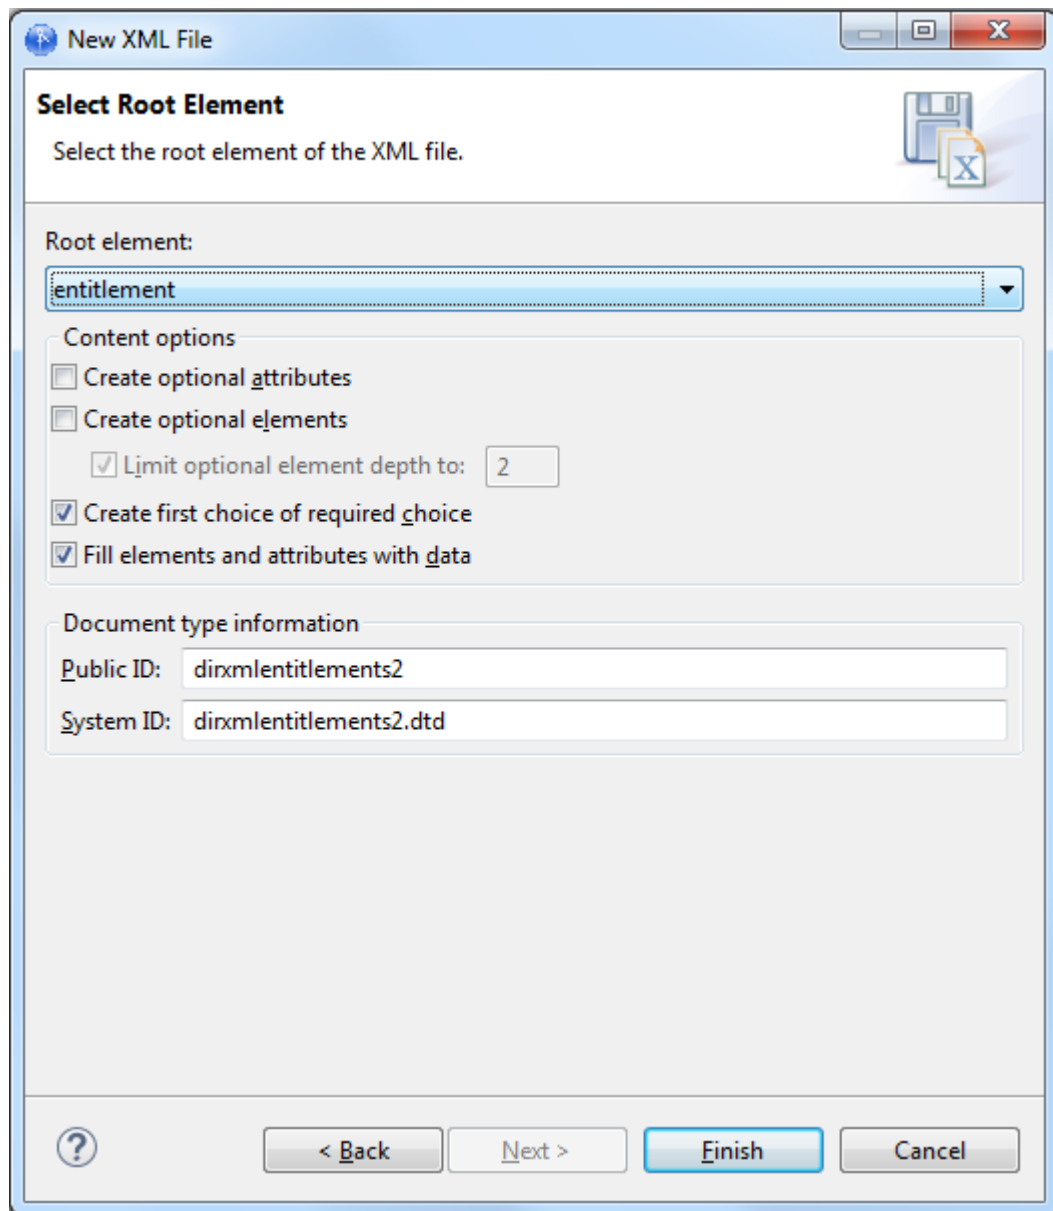 New XML File
Select Root Element
Select the root element of the XML file.
X
Root element:
entitlement
Content options
Create optional attributes
Create optional elements
Limit optional element depth to: 2
Create first choice of required choice
Fill elements and attributes with data
Document type information
Public ID: dirxmlentitlements2
System ID: dirxmlentitlements2.dtd
? < Back Next > Finish Cancel